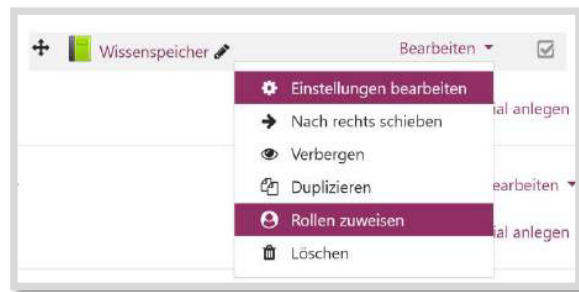 Wissenspeicher
Bearbeiten
Einstellungen bearbeiten
ial anlegen
Nach rechts schieben
Verbergen
Duplizieren
earbeiten
Rollen zuweisen
ial anlegen
Löschen